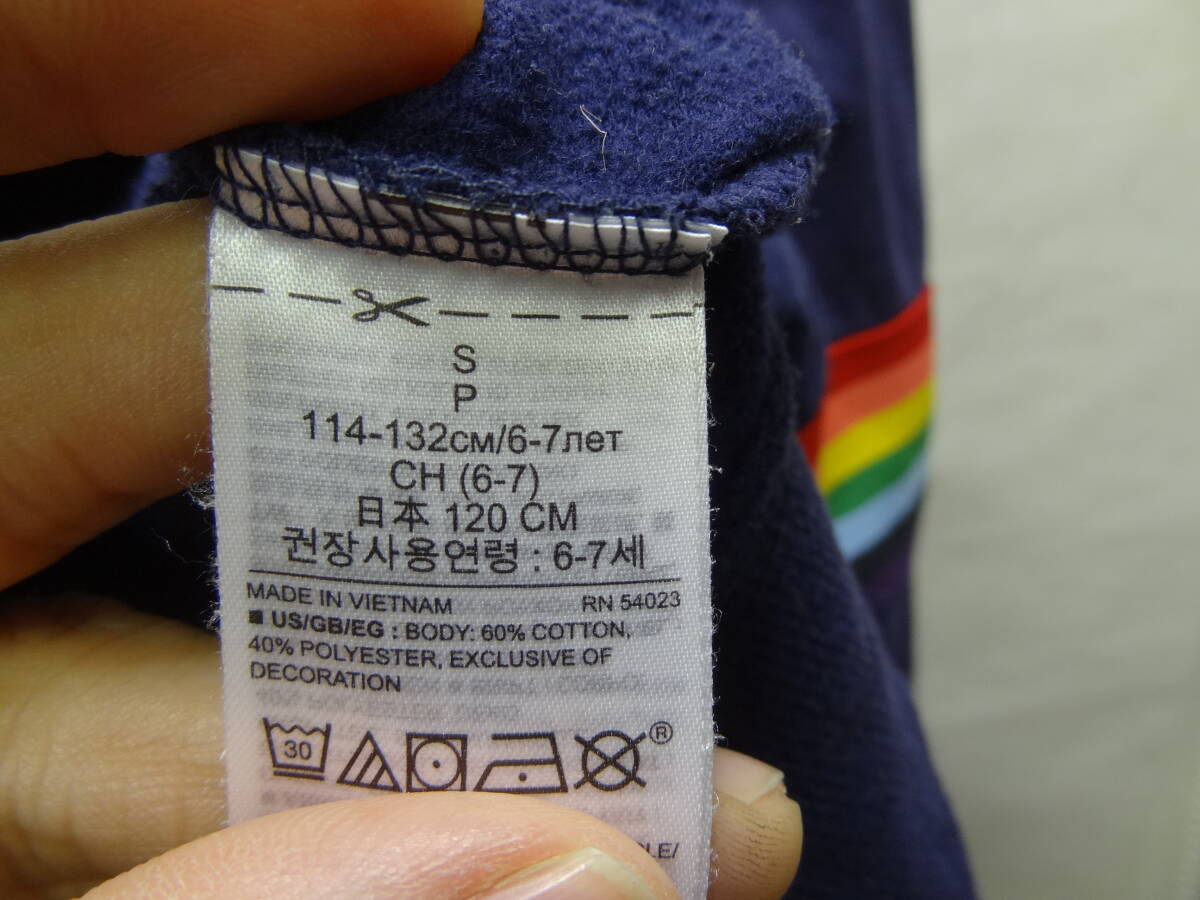 S
P
114-132см/6-7лет
CH (6-7)
日本 120 CM
권장사용연령 : 6-7세
MADE IN VIETNAM RN 54023
US/GB/EG : BODY: 60% COTTON,
40% POLYESTER, EXCLUSIVE OF
DECORATION
30 ®